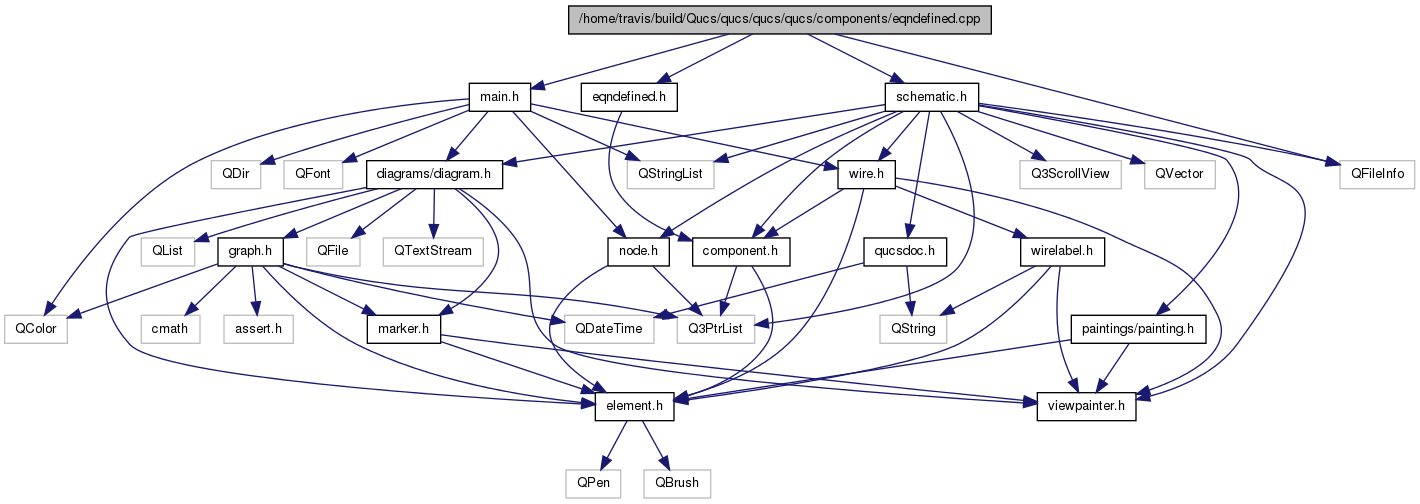 /home/travis/build/Qucs/qucs/qucs/qucs/components/eqndefined.cpp
main.h
eqndefined.h
schematic.h
QDir
QFont
diagrams/diagram.h
QStringList
wire.h
Q3ScrollView
QVector
QFileInfo
QList
graph.h
QFile
QTextStream
node.h
component.h
qucsdoc.h
wirelabel.h
QColor
cmath
assert.h
marker.h
QDateTime
Q3PtrList
QString
paintings/painting.h
element.h
viewpainter.h
QPen
QBrush